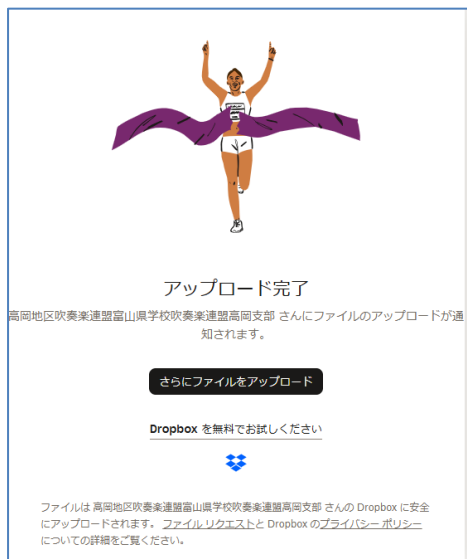 アップロード完了
高岡地区吹奏楽連盟富山県学校吹奏楽連盟高岡支部 さんにファイルのアップロードが通
知されます。
さらにファイルをアップロード
Dropbox を無料でお試しください
ファイルは 高岡地区吹奏楽連盟富山県学校吹奏楽連盟高岡支部 さんの Dropbox に安全
にアップロードされます。 ファイル リクエストと Dropbox のプライバシー ポリシー
についての詳細をご覧ください。